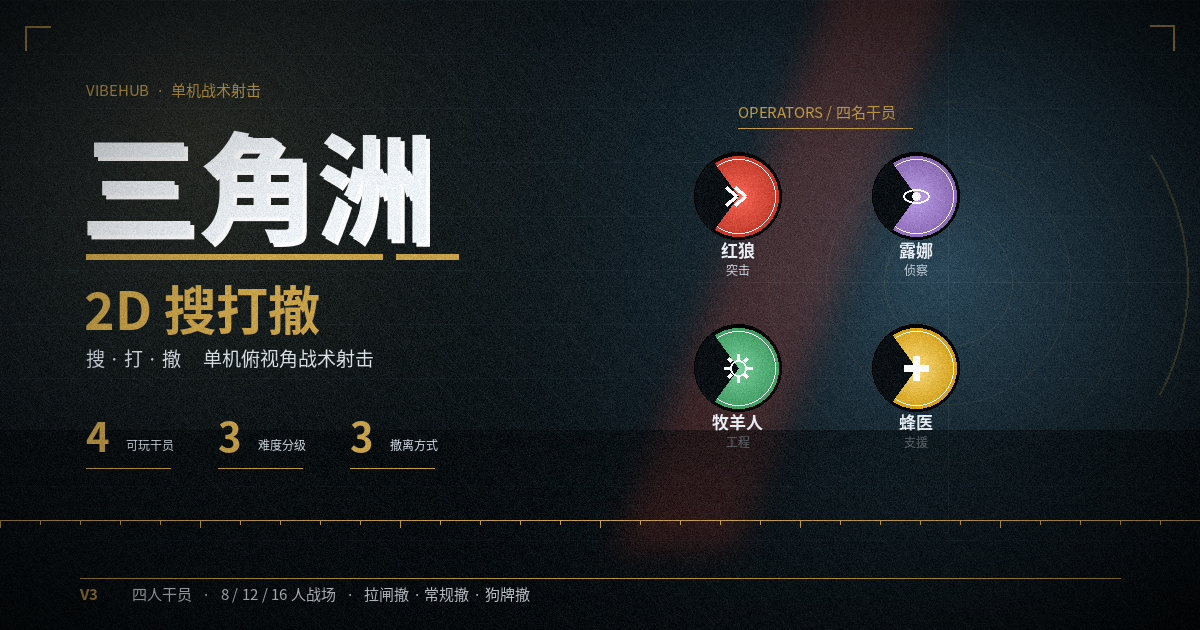 VIBEHUB · 单机战术射击
三角洲
2D 搜打撤
搜 · 打 · 撤 单机俯视角战术射击
4 可玩干员
3 难度分级
3 撤离方式
OPERATORS / 四名干员
红狼
突击
露娜
侦察
牧羊人
工程
蜂医
支援
V3 四人干员 · 8 / 12 / 16 人战场 · 拉闸撤 · 常规撤 · 狗牌撤